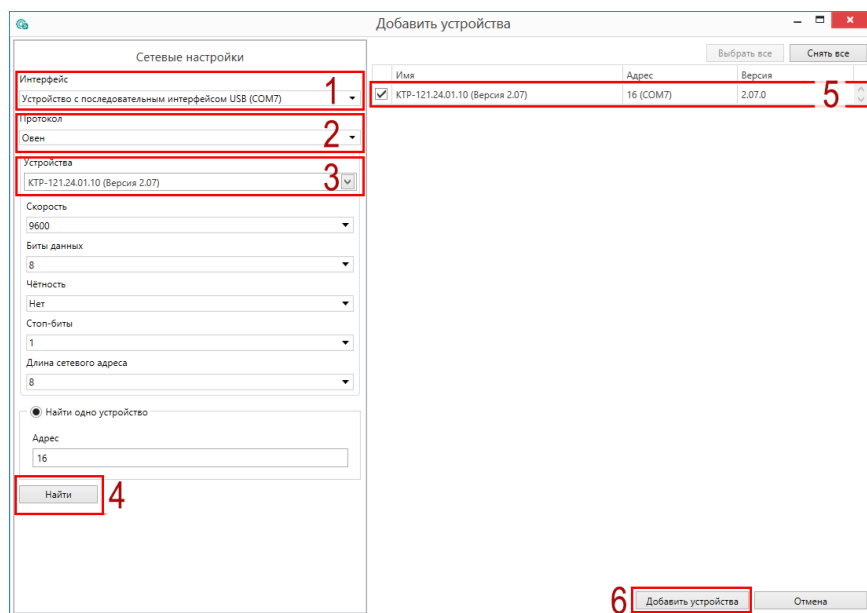 Добавить устройства
Сетевые настройки
Интерфейс
Устройство с последовательным интерфейсом USB (COM7)
1
Протокол
Овен
2
Устройства
КТР-121.24.01.10 (Версия 2.07)
3
Скорость
9600
Биты данных
8
Чётность
Нет
Стоп-биты
1
Длина сетевого адреса
8
Найти одно устройство
Адрес
16
Найти
4
Выбрать все Снять все
Имя Адрес Версия
КТР-121.24.01.10 (Версия 2.07) 16 (COM7) 2.07.0
5
6
Добавить устройства Отмена